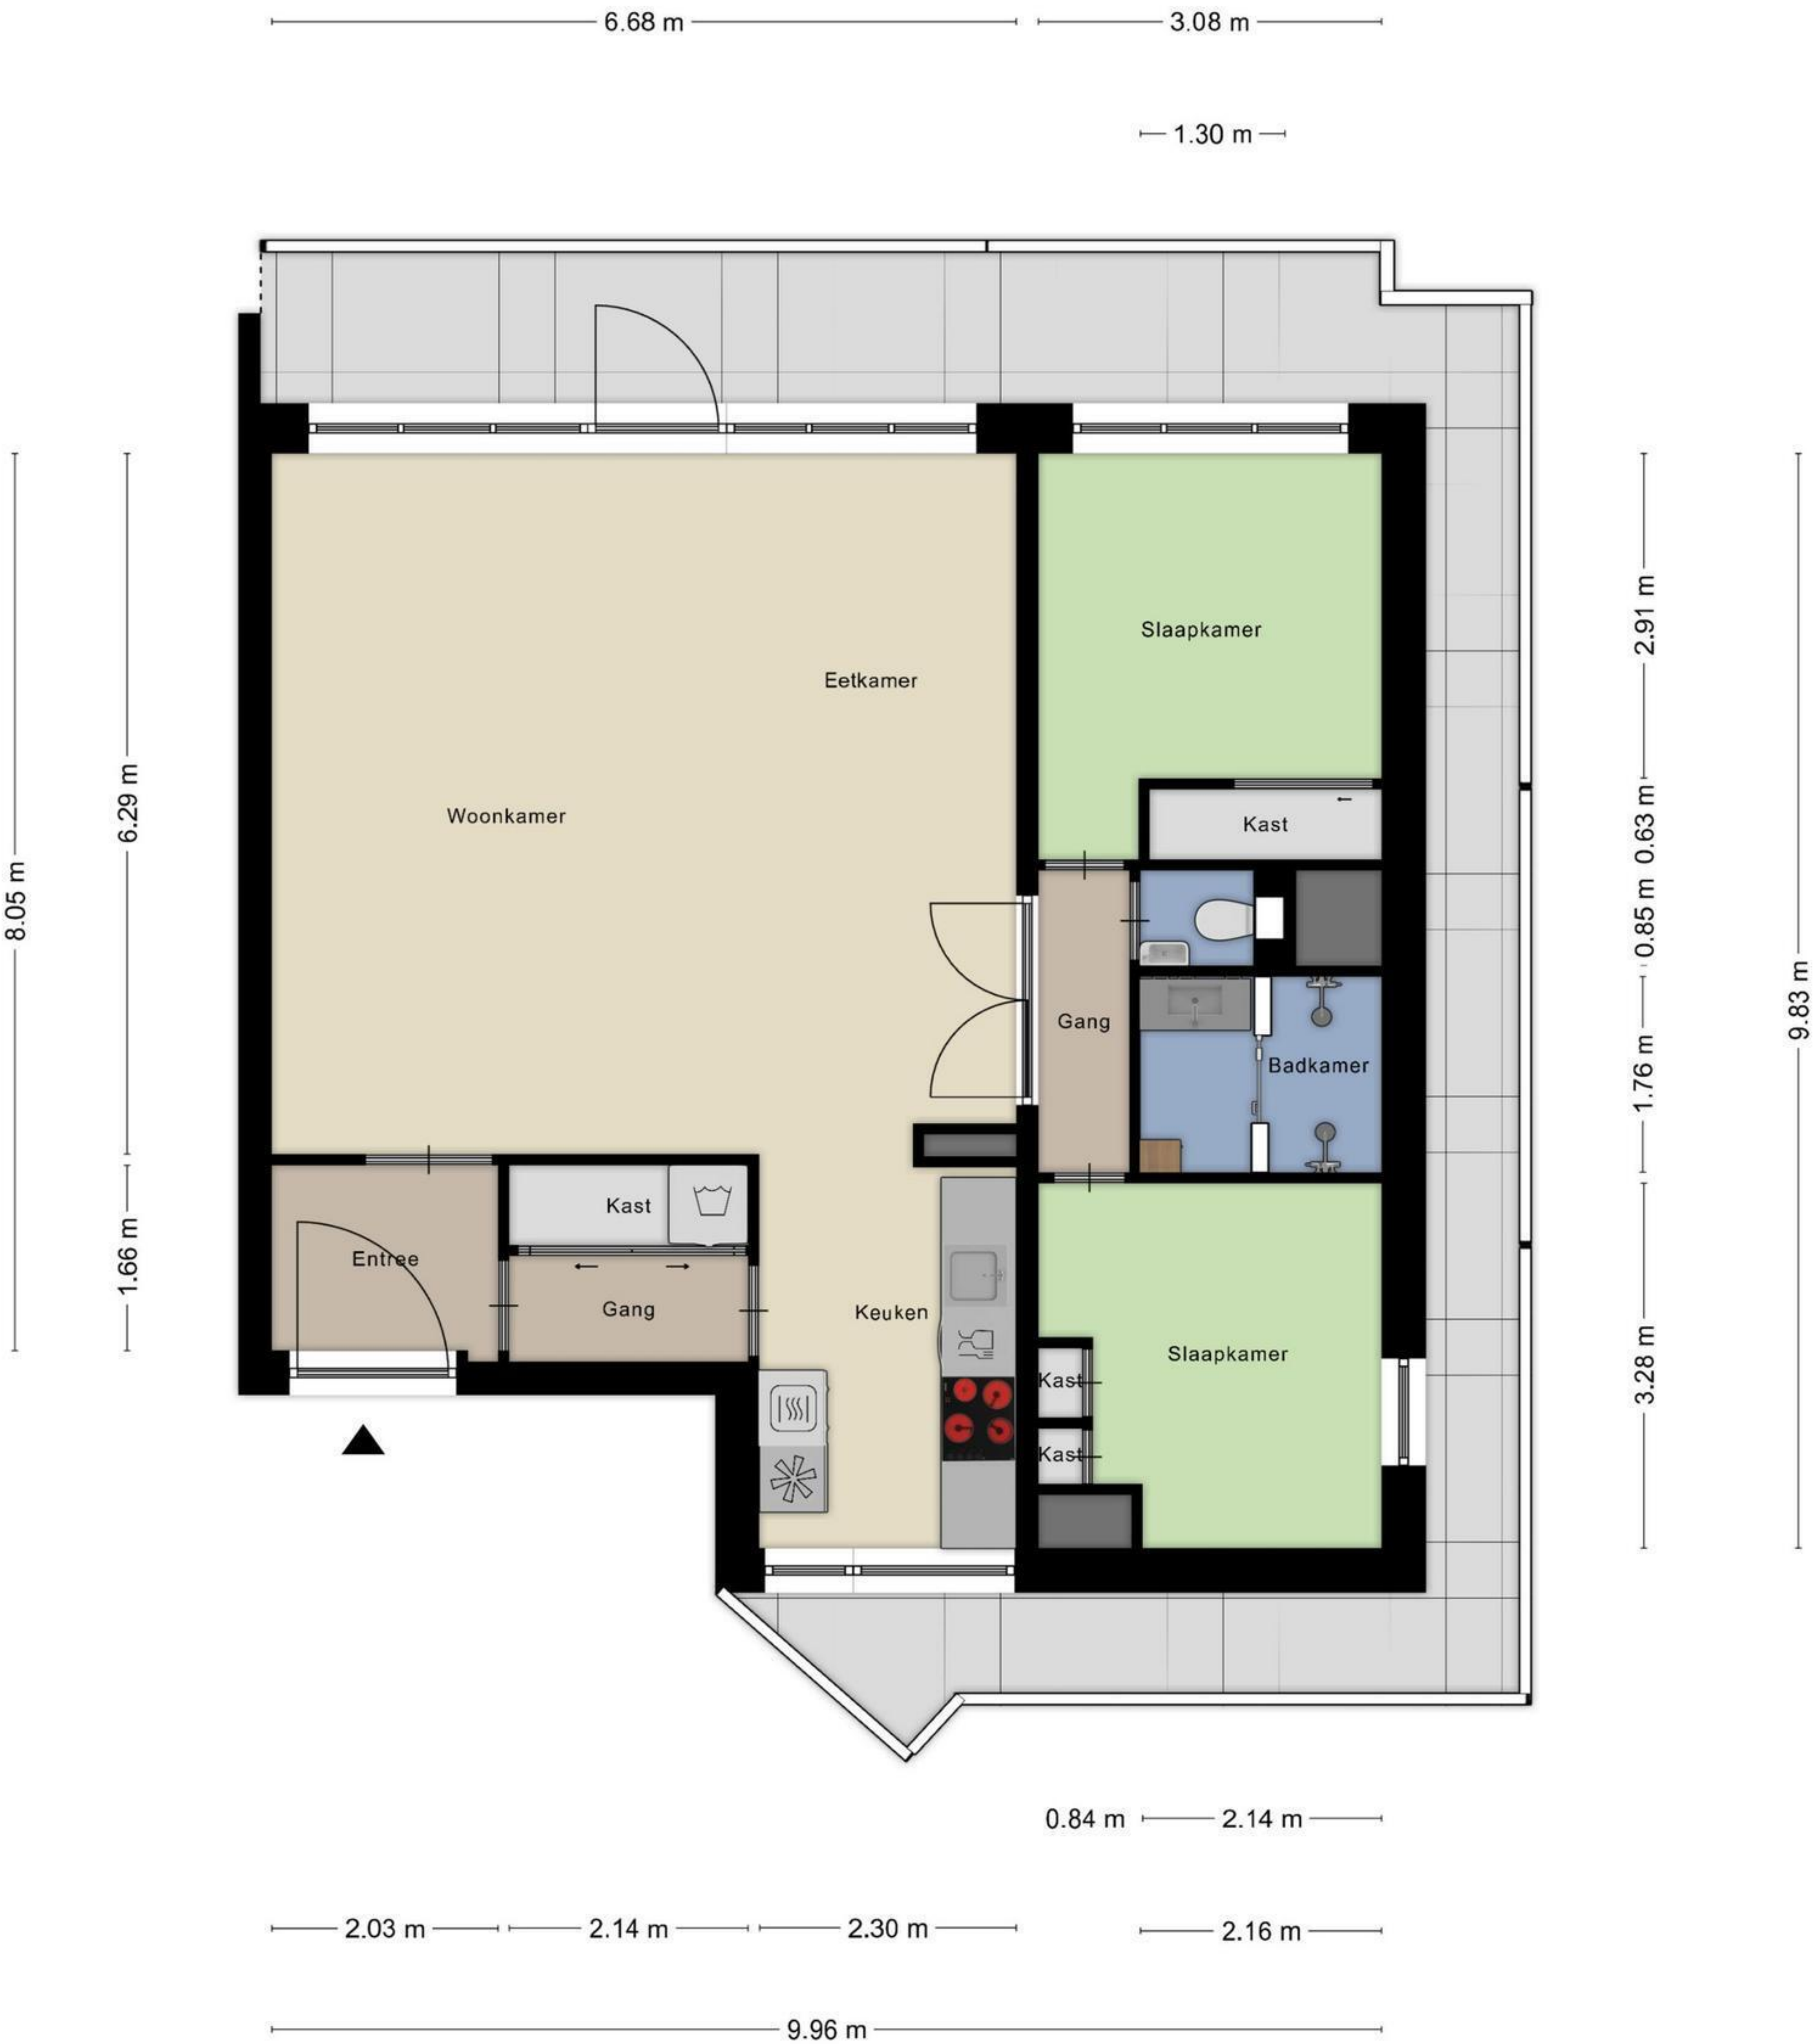 6.68 m
3.08 m
1.30 m
2.91 m
Slaapkamer
Eetkamer
6.29 m
Woonkamer
0.63 m
Kast
8.05 m
0.85 m
9.83 m
Gang
Badkamer
1.76 m
Kast
1.66 m
Entree
Gang
Keuken
Slaapkamer
3.28 m
Kast
Kast
0.84 m
2.14 m
2.03 m
2.14 m
2.30 m
2.16 m
9.96 m